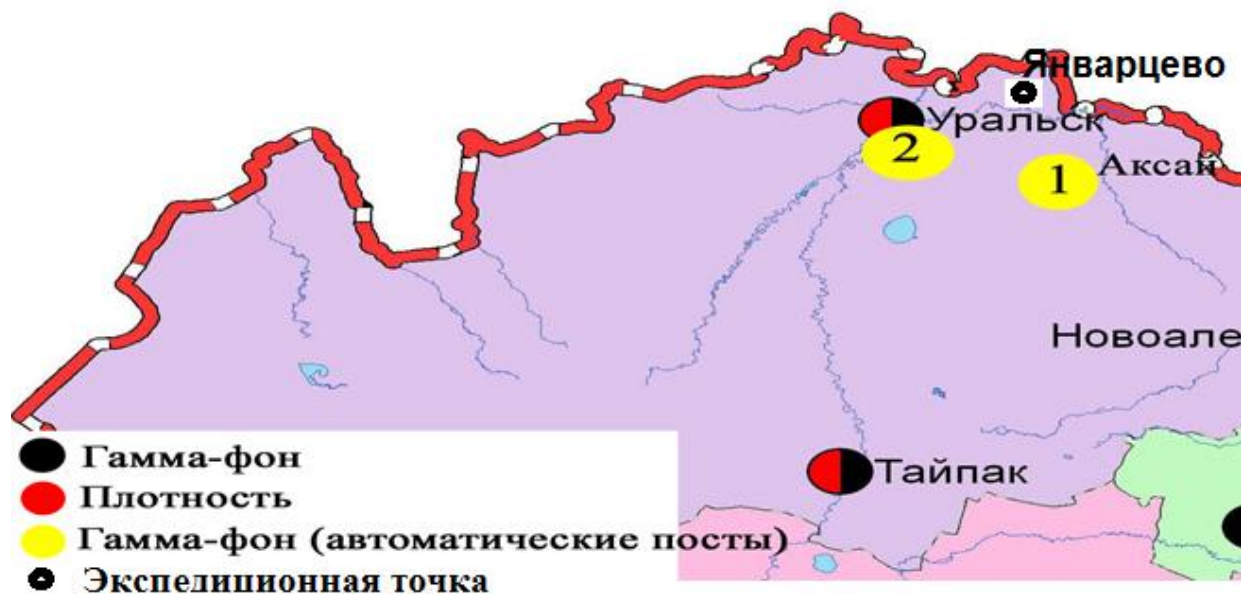 Январцево
Уральск
2
Аксай
1
Новоале
Тайпак
Гамма-фон
Плотность
Гамма-фон (автоматические посты)
Экспедиционная точка